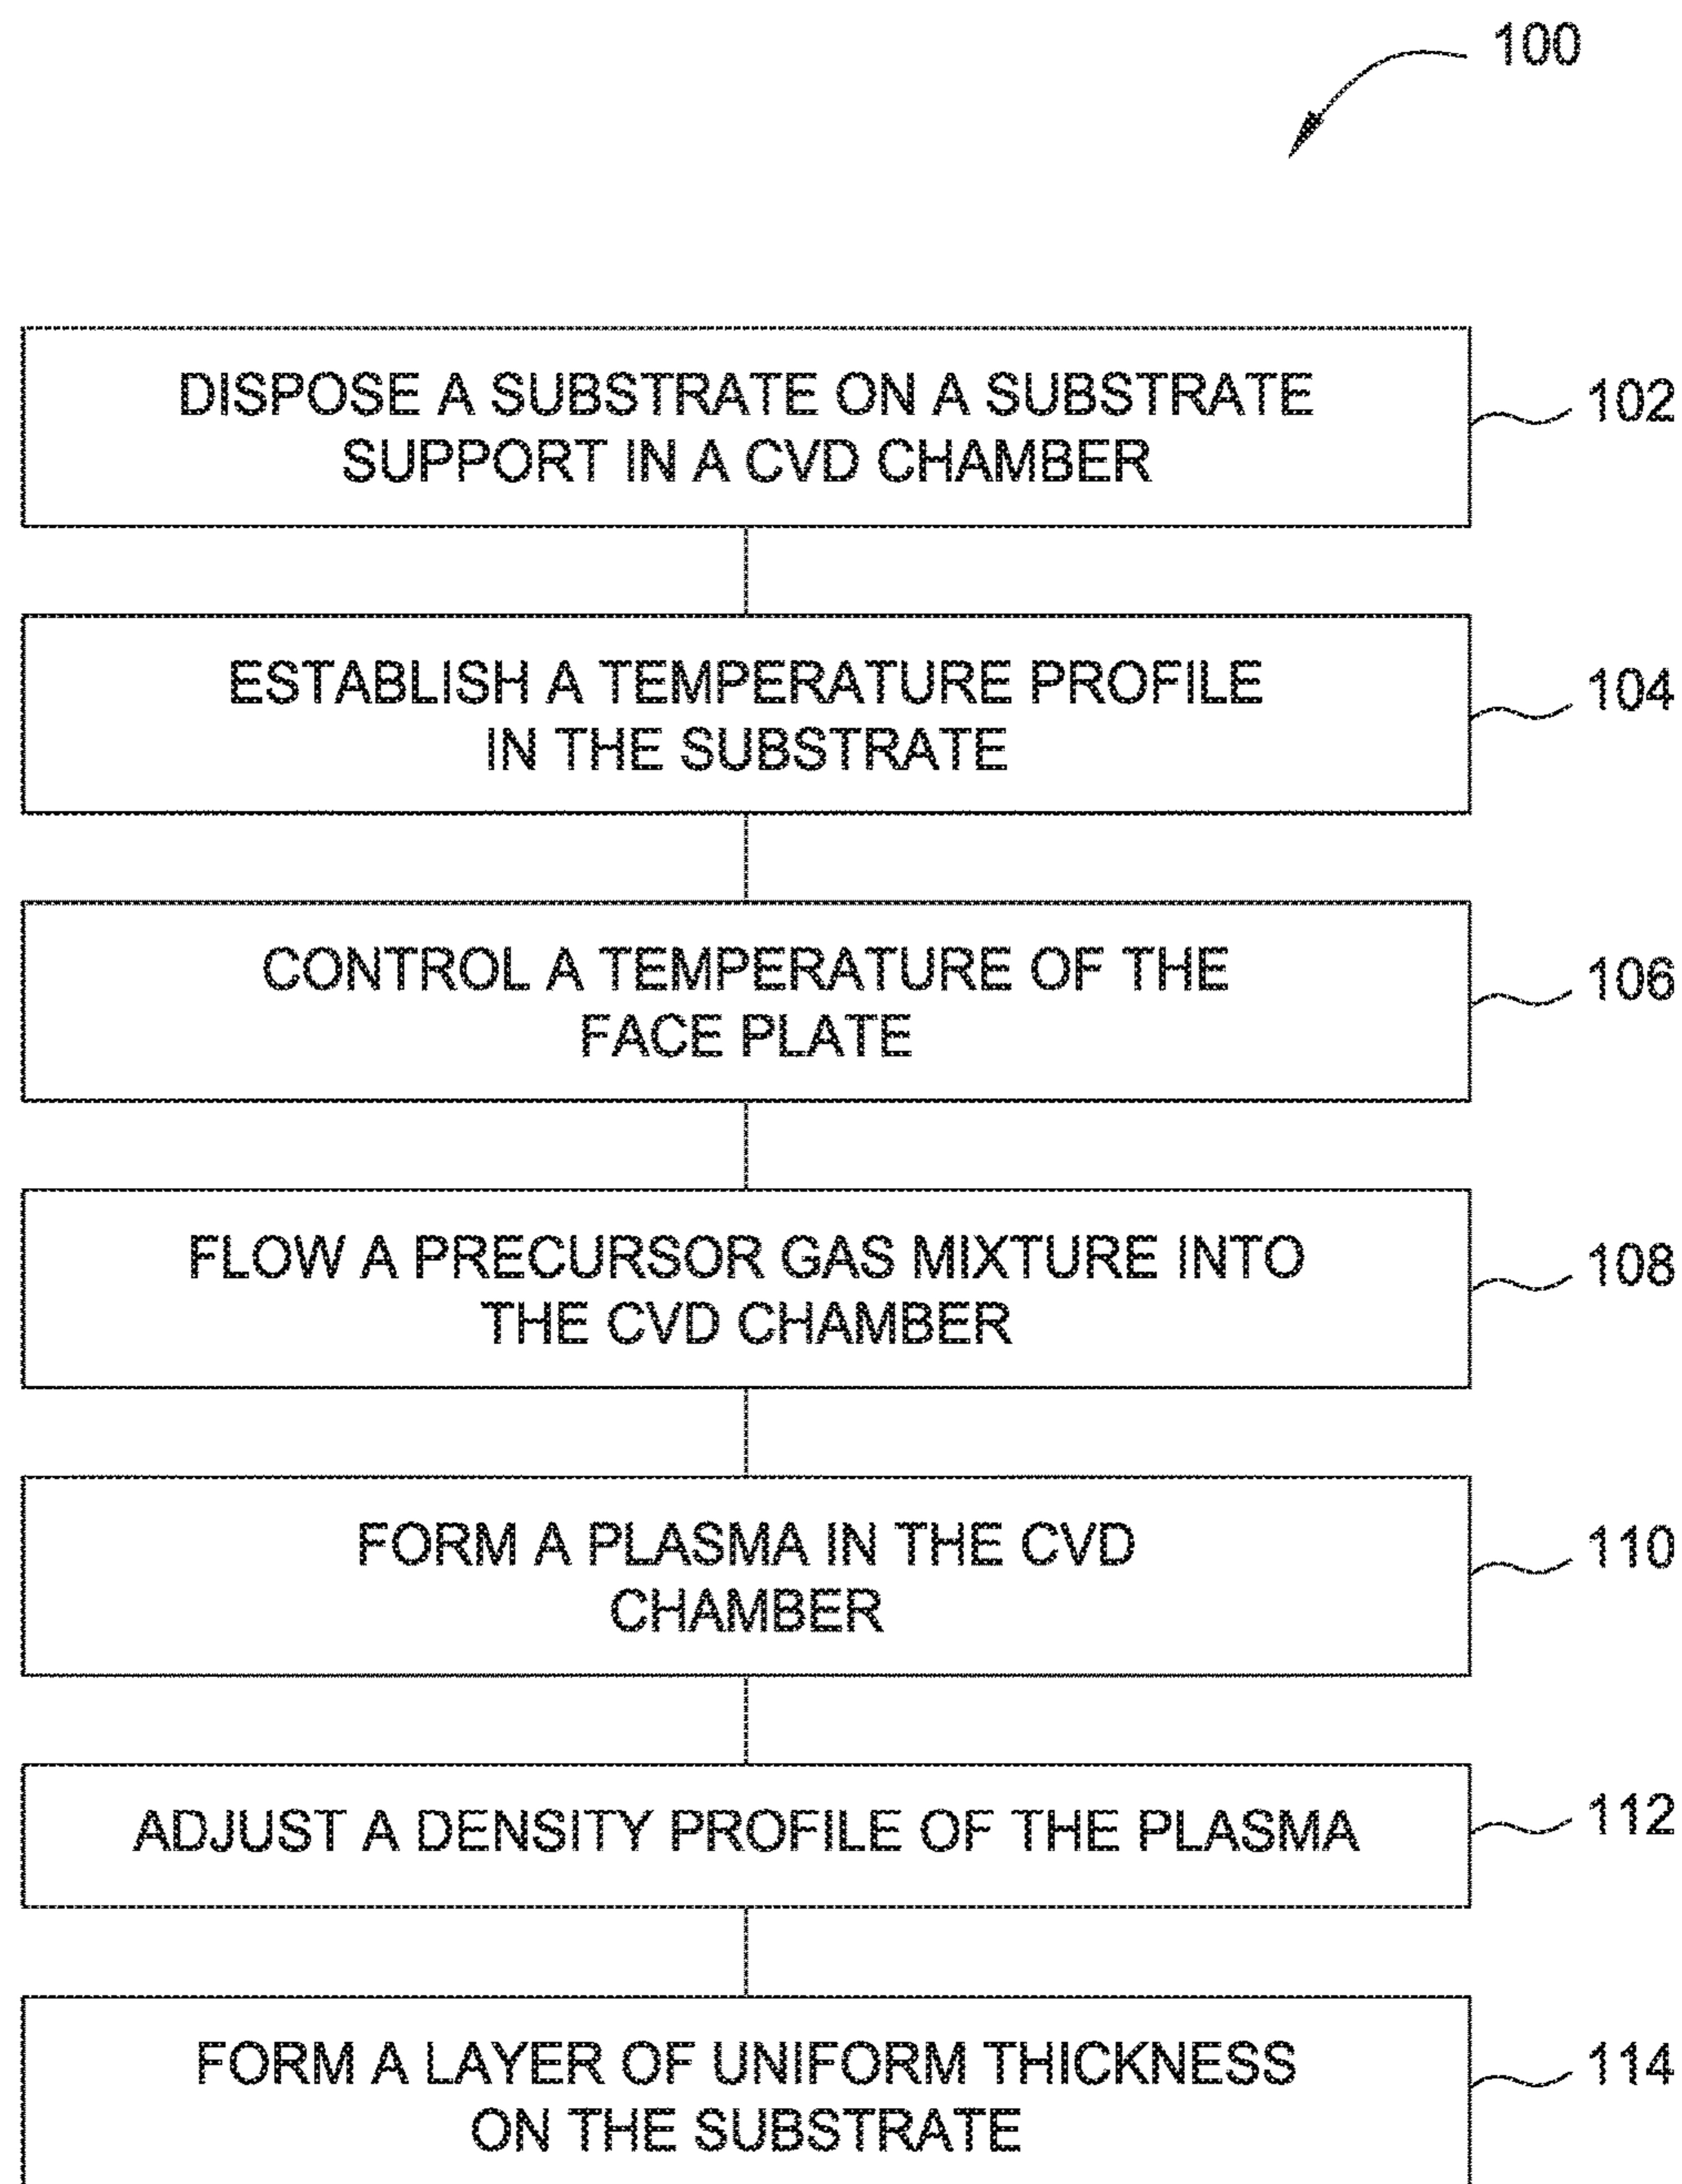 100
DISPOSE A SUBSTRATE ON A SUBSTRATE
SUPPORT IN A CVD CHAMBER
102
ESTABLISH A TEMPERATURE PROFILE
IN THE SUBSTRATE
104
CONTROL A TEMPERATURE OF THE
FACE PLATE
106
FLOW A PRECURSOR GAS MIXTURE INTO
THE CVD CHAMBER
108
FORM A PLASMA IN THE CVD
CHAMBER
110
ADJUST A DENSITY PROFILE OF THE PLASMA
112
FORM A LAYER OF UNIFORM THICKNESS
ON THE SUBSTRATE
114